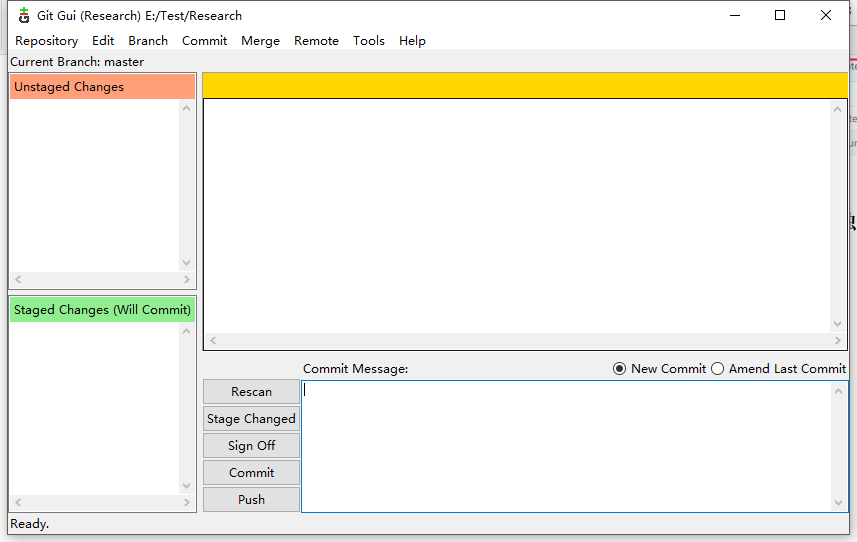 Git Gui (Research) E:/Test/Research
Repository Edit Branch Commit Merge Remote Tools Help
Current Branch: master
Unstaged Changes
Staged Changes (Will Commit)
Commit Message: New Commit Amend Last Commit
Rescan
Stage Changed
Sign Off
Commit
Push
Ready.